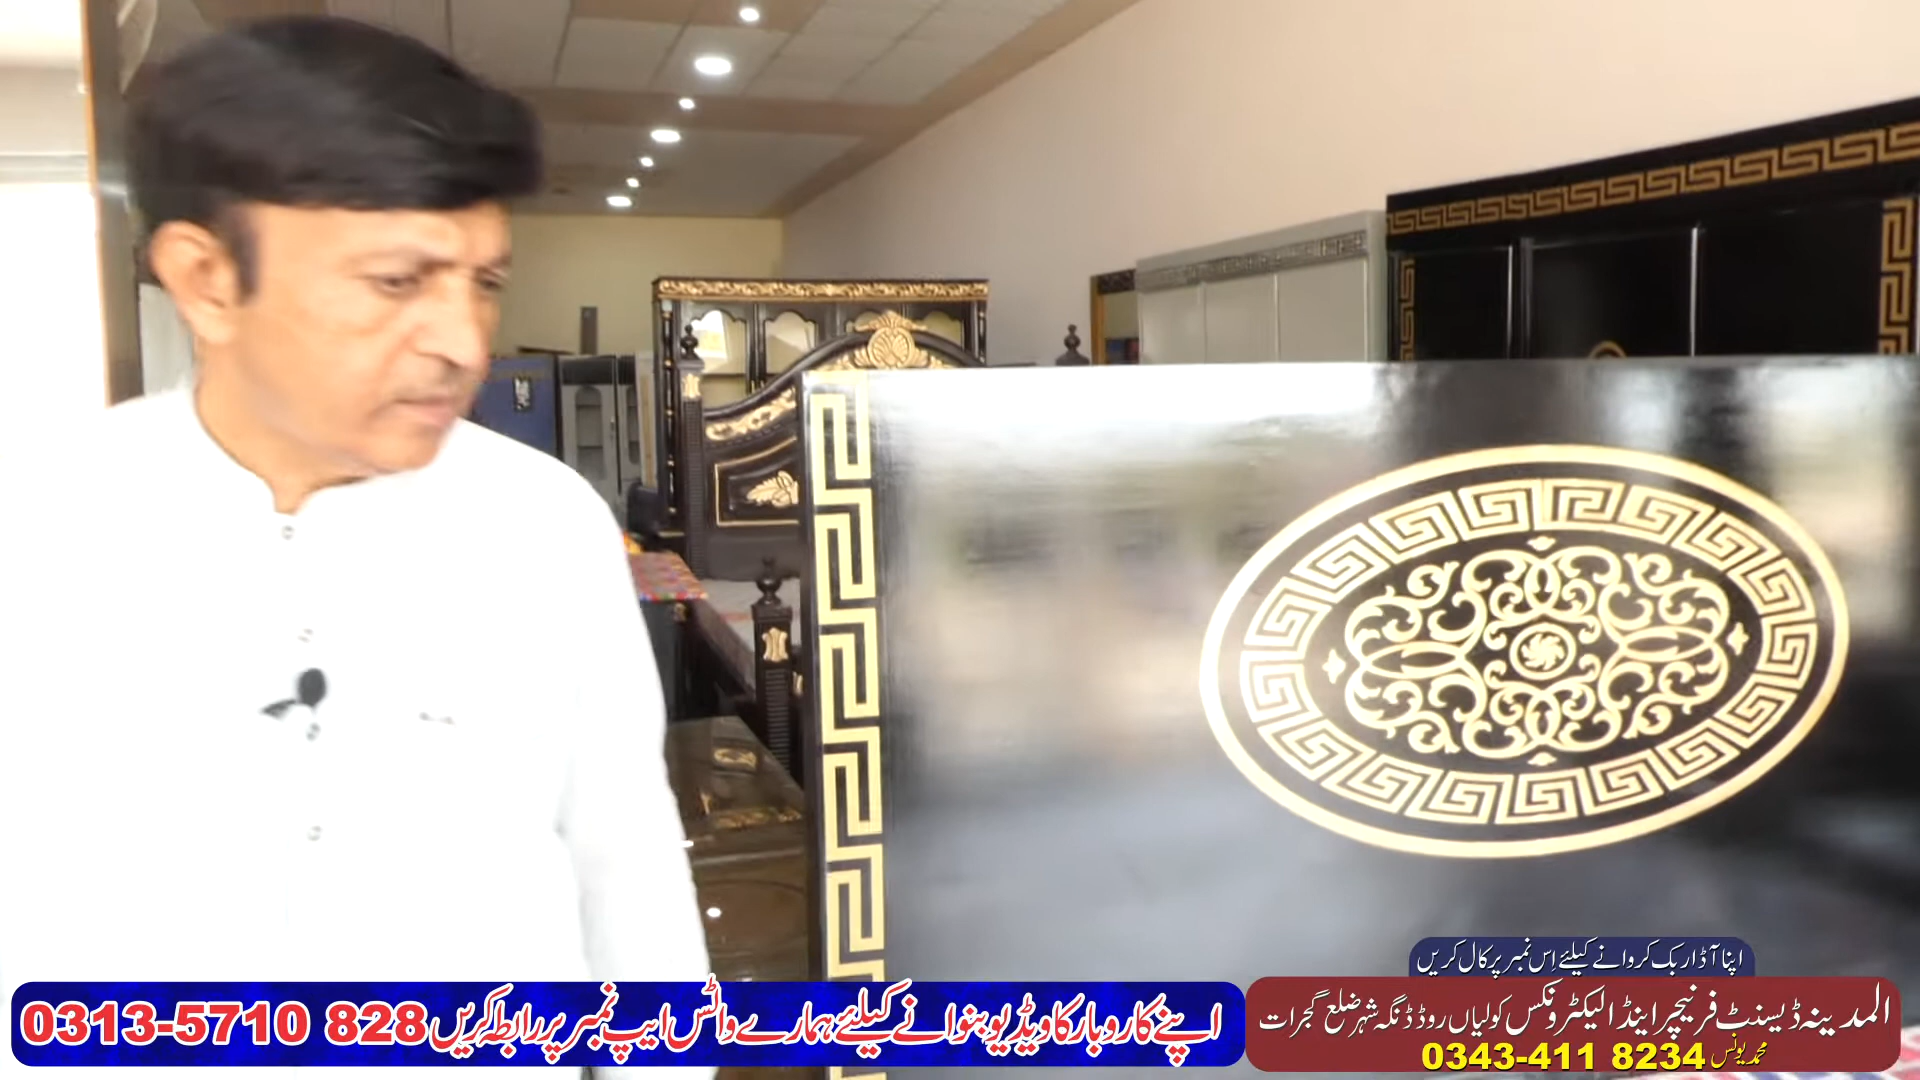 اپنا آڈار بک کروانے کیلئے اِس نمبر پر کال کریں
اپنے کاروبار کا ویڈیو بنوانے کیلئے ہمارے واٹس ایپ نمبر پر رابطہ کریں 0313-5710 828
المدینہ ڈیسنٹ فرنیچر اینڈ الیکٹرونکس کولیاں روڈ ڈنگہ شہر ضلع گجرات
محمد یونس 0343-411 8234